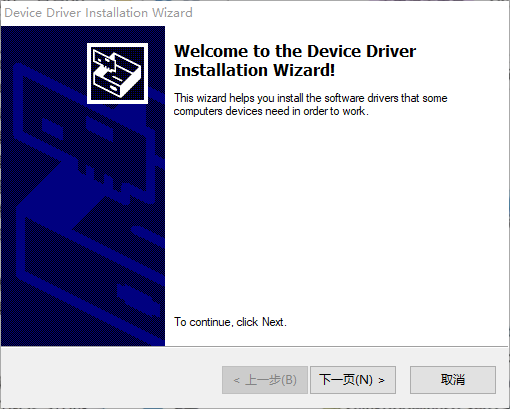 Device Driver Installation Wizard
Welcome to the Device Driver
Installation Wizard!
This wizard helps you install the software drivers that some
computers devices need in order to work.
To continue, click Next.
< 上一步(B)
下一页(N) >
取消